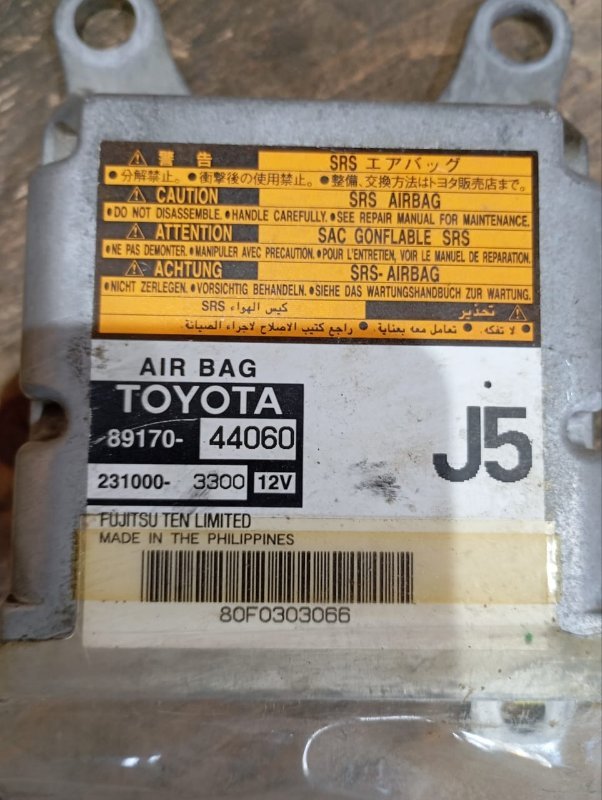 ⚠ 警告 SRS エアバッグ
●分解禁止。●衝撃後の使用禁止。●整備、交換方法はトヨタ販売店まで。
⚠ CAUTION SRS AIRBAG
●DO NOT DISASSEMBLE. ●HANDLE CAREFULLY. ●SEE REPAIR MANUAL FOR MAINTENANCE.
⚠ ATTENTION SAC GONFLABLE SRS
●NE PAS DEMONTER. ●MANIPULER AVEC PRECAUTION. ●POUR L'ENTRETIEN, VOIR LE MANUEL DE REPARATION.
⚠ ACHTUNG SRS-AIRBAG
●NICHT ZERLEGEN. ●VORSICHTIG BEHANDELN. ●SIEHE DAS WARTUNGSHANDBUCH ZUR WARTUNG.
⚠ تحذير كيس الهواء SRS
● لا تفكه. ● تعامل معه بعناية. ● راجع كتيب الاصلاح لاجراء الصيانة.
AIR BAG
TOYOTA
89170- 44060
J5
231000- 3300 12V
FUJITSU TEN LIMITED
MADE IN THE PHILIPPINES
80F0303066